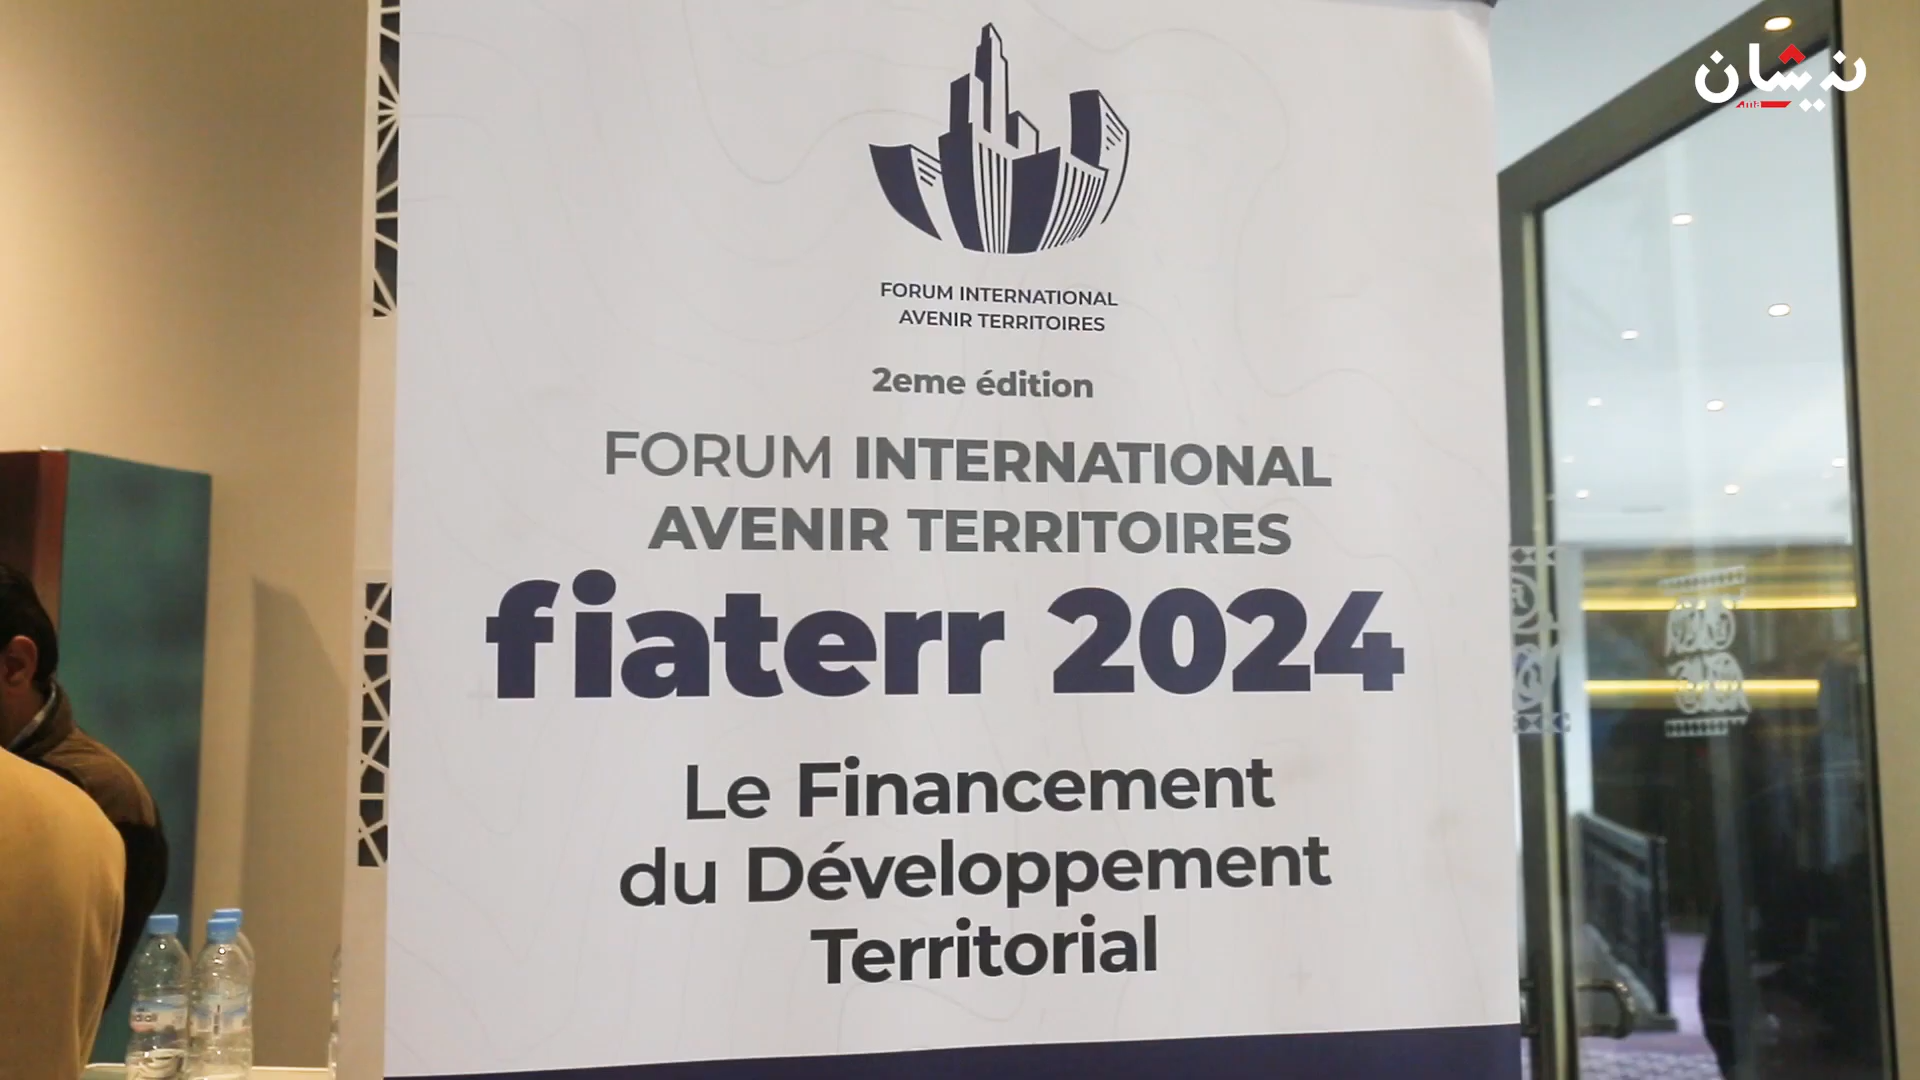 نيشان
FORUM INTERNATIONAL
AVENIR TERRITOIRES
2eme édition
FORUM INTERNATIONAL
AVENIR TERRITOIRES
fiaterr 2024
Le Financement
du Développement
Territorial